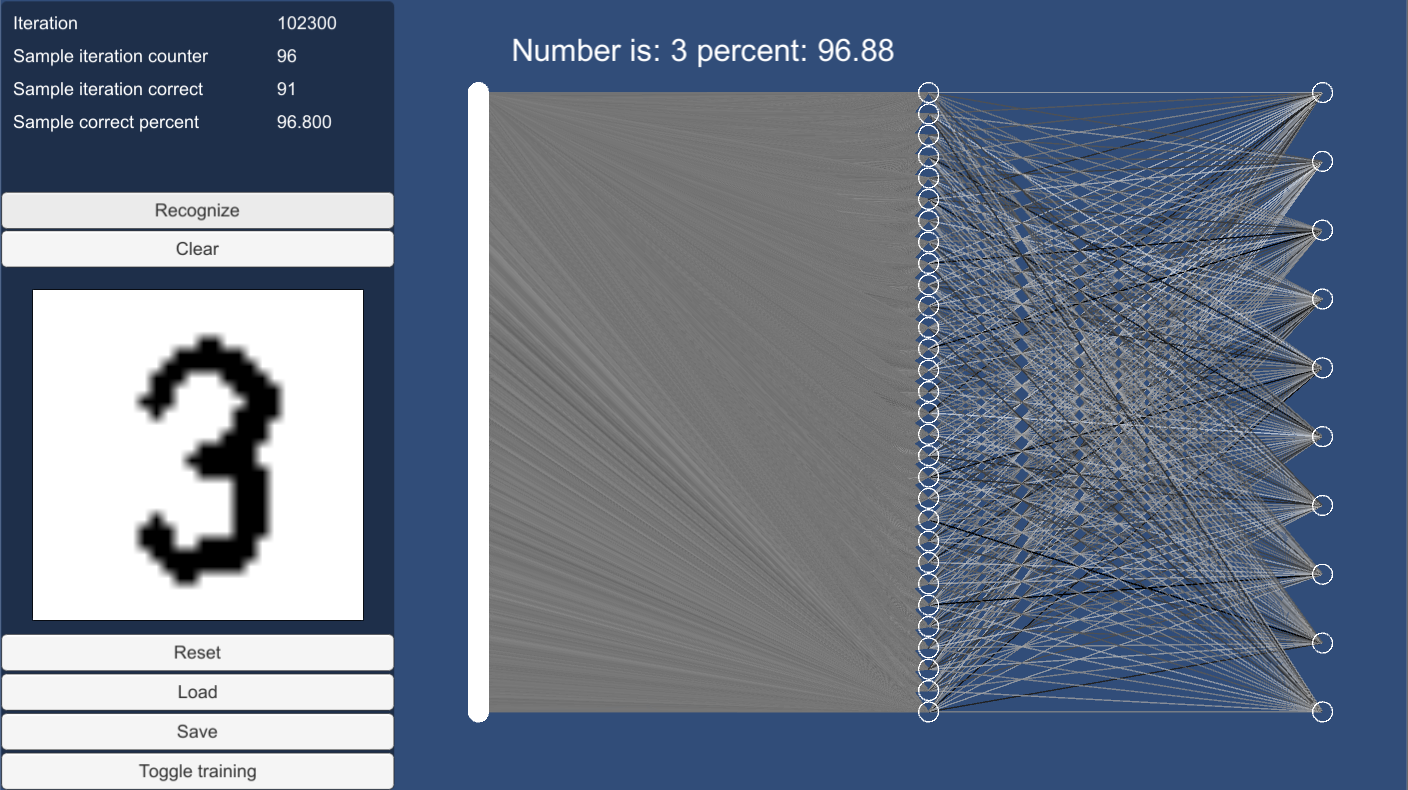 Iteration 102300
Sample iteration counter 96
Sample iteration correct 91
Sample correct percent 96.800
Number is: 3 percent: 96.88
Recognize
Clear
3
Reset
Load
Save
Toggle training